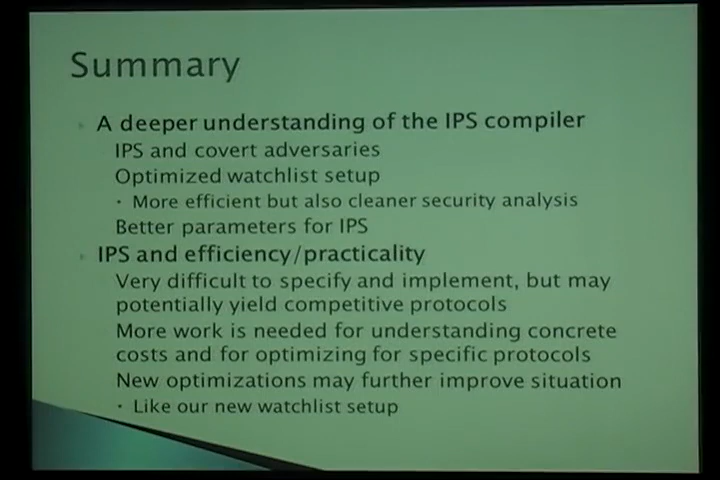 Summary
A deeper understanding of the IPS compiler
IPS and covert adversaries
Optimized watchlist setup
• More efficient but also cleaner security analysis
Better parameters for IPS
IPS and efficiency/practicality
Very difficult to specify and implement, but may
potentially yield competitive protocols
More work is needed for understanding concrete
costs and for optimizing for specific protocols
New optimizations may further improve situation
• Like our new watchlist setup